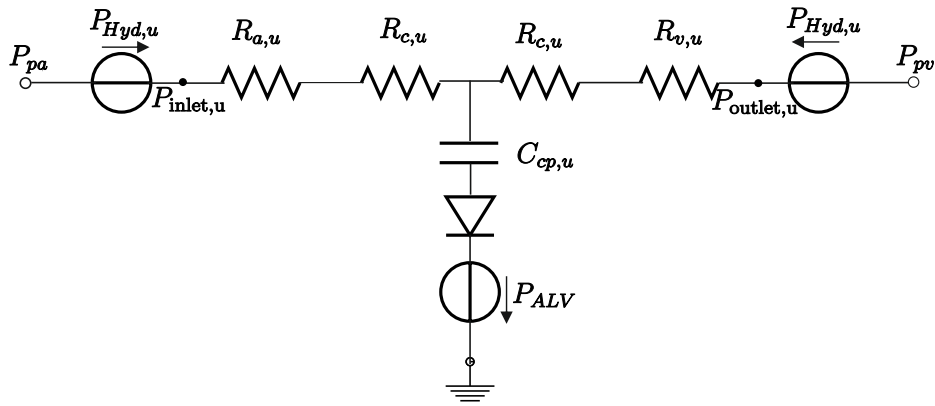 P_{Hyd,u}
R_{a,u}
R_{c,u}
R_{c,u}
R_{v,u}
P_{Hyd,u}
P_{pa}
P_{pv}
P_{inlet,u}
P_{outlet,u}
C_{cp,u}
P_{ALV}